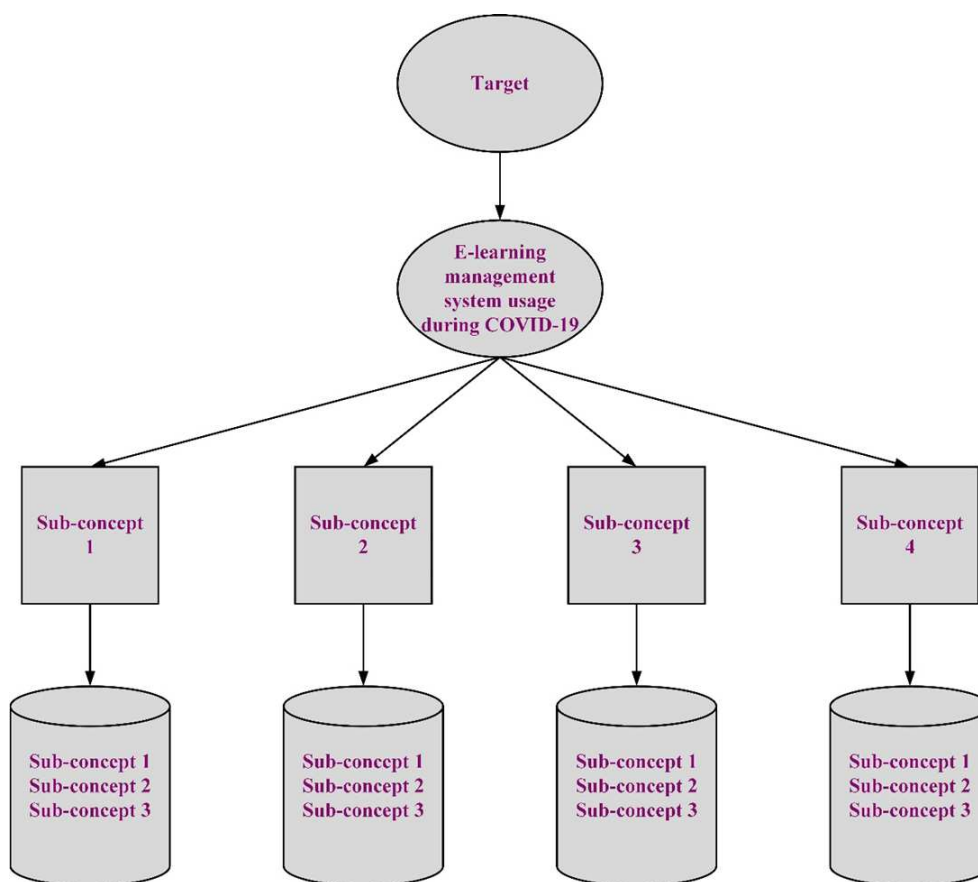 Target
E-learning
management
system usage
during COVID-19
Sub-concept
1
Sub-concept
2
Sub-concept
3
Sub-concept
4
Sub-concept 1
Sub-concept 2
Sub-concept 3
Sub-concept 1
Sub-concept 2
Sub-concept 3
Sub-concept 1
Sub-concept 2
Sub-concept 3
Sub-concept 1
Sub-concept 2
Sub-concept 3